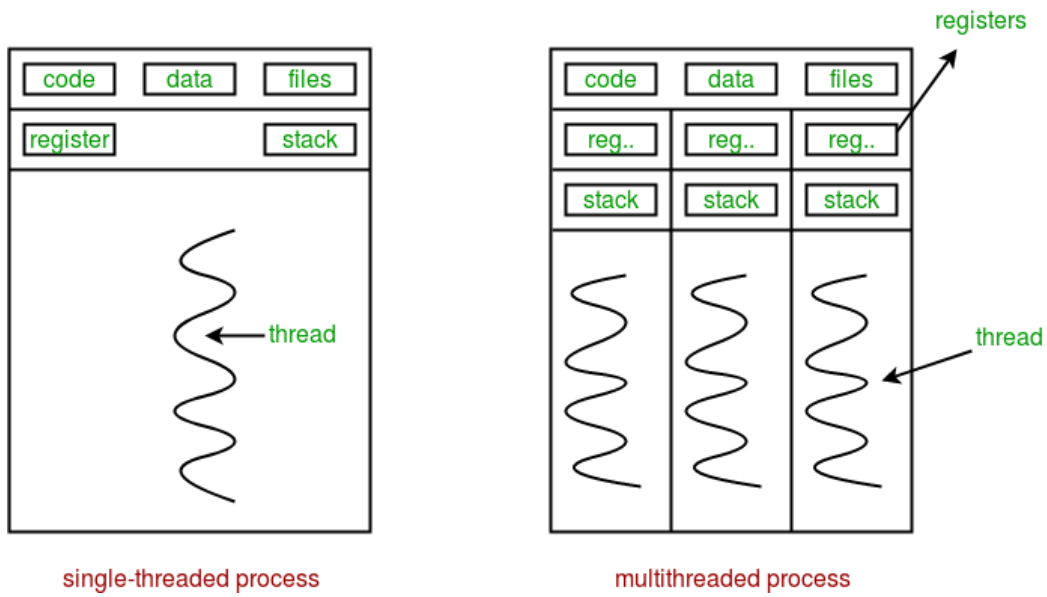 registers
code data files
code data files
register stack
reg.. reg.. reg..
stack stack stack
thread
thread
single-threaded process
multithreaded process